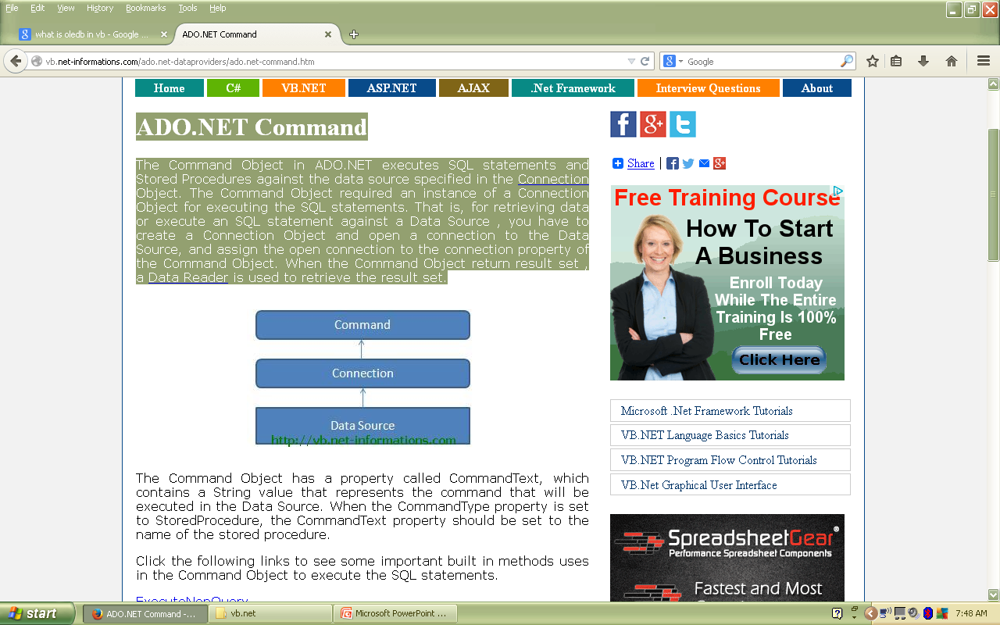 File Edit View History Bookmarks Tools Help
what is oledb in vb - Google ...
ADO.NET Command
vb.net-informations.com/ado.net-dataproviders/ado.net-command.htm
Google
Home C# VB.NET ASP.NET AJAX .Net Framework Interview Questions About
ADO.NET Command
The Command Object in ADO.NET executes SQL statements and
Stored Procedures against the data source specified in the Connection
Object. The Command Object required an instance of a Connection
Object for executing the SQL statements. That is, for retrieving data
or execute an SQL statement against a Data Source , you have to
create a Connection Object and open a connection to the Data
Source, and assign the open connection to the connection property of
the Command Object. When the Command Object return result set ,
a Data Reader is used to retrieve the result set.
Command
Connection
Data Source
http://vb.net-informations.com
The Command Object has a property called CommandText, which
contains a String value that represents the command that will be
executed in the Data Source. When the CommandType property is set
to StoredProcedure, the CommandText property should be set to the
name of the stored procedure.
Click the following links to see some important built in methods uses
in the Command Object to execute the SQL statements.
ExecuteNonQuery
Share
Free Training Course
How To Start
A Business
Enroll Today
While The Entire
Training Is 100%
Free
Click Here
Microsoft .Net Framework Tutorials
VB.NET Language Basics Tutorials
VB.NET Program Flow Control Tutorials
VB.Net Graphical User Interface
SpreadsheetGear®
Performance Spreadsheet Components
Fastest and Most
start
ADO.NET Command -...
vb.net
Microsoft PowerPoint ...
7:48 AM